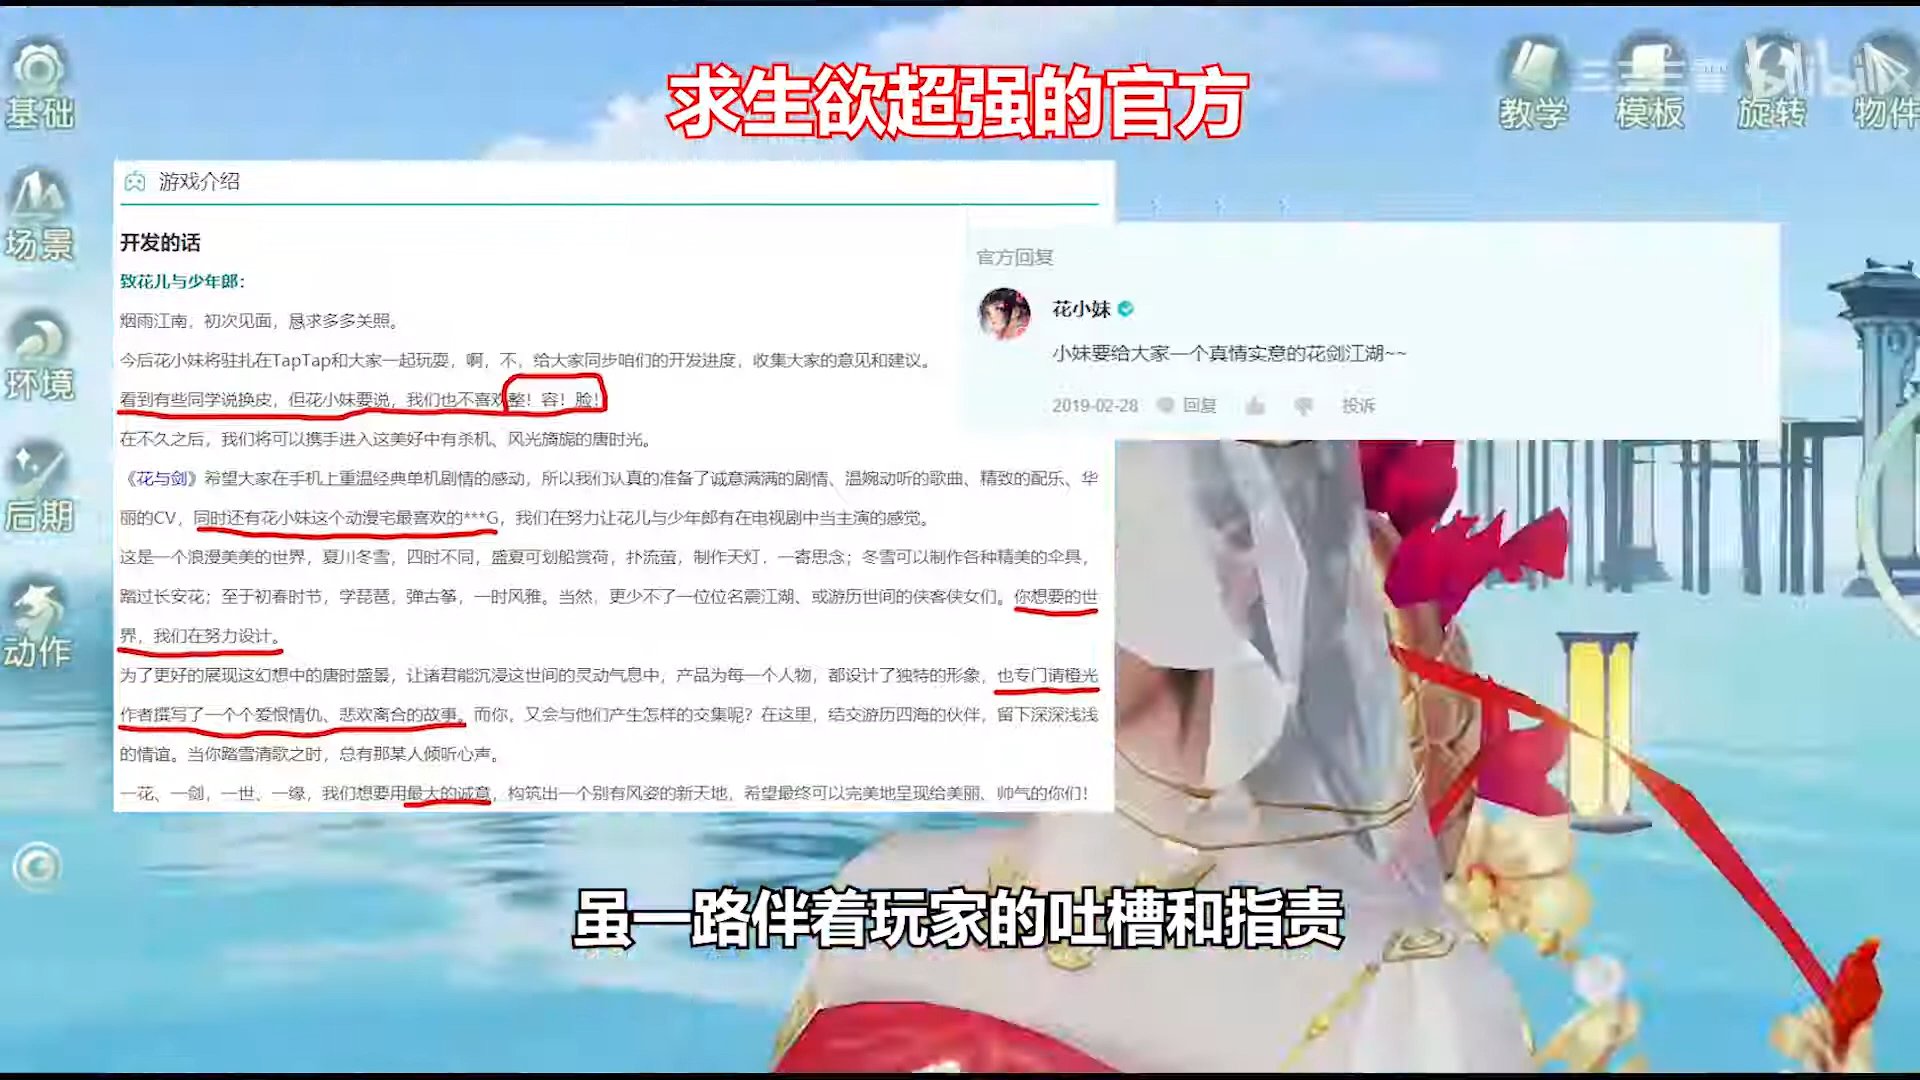 求生欲超强的官方
基础
场景
环境
后期
动作
教学
模板
旋转
物件
bilibili
游戏介绍
开发的话
致花儿与少年郎：
烟雨江南，初次见面，恳求多多关照。
今后花小妹将驻扎在TapTap和大家一起玩耍，啊，不，给大家同步咱们的开发进度，收集大家的意见和建议。
看到有些同学说换皮，但花小妹要说，我们也不喜欢整！容！脸！
在不久之后，我们将可以携手进入这美好中有杀机、风光旖旎的唐时光。
《花与剑》希望大家在手机上重温经典单机剧情的感动，所以我们认真的准备了诚意满满的剧情、温婉动听的歌曲、精致的配乐、华
丽的CV，同时还有花小妹这个动漫宅最喜欢的***G，我们在努力让花儿与少年郎有在电视剧中当主演的感觉。
这是一个浪漫美美的世界，夏川冬雪，四时不同，盛夏可划船赏荷，扑流萤，制作天灯．一寄思念；冬雪可以制作各种精美的伞具，
踏过长安花；至于初春时节，学琵琶，弹古筝，一时风雅。当然，更少不了一位位名震江湖、或游历世间的侠客侠女们。你想要的世
界，我们在努力设计。
为了更好的展现这幻想中的唐时盛景，让诸君能沉浸这世间的灵动气息中，产品为每一个人物，都设计了独特的形象，也专门请橙光
作者撰写了一个个爱恨情仇、悲欢离合的故事。而你，又会与他们产生怎样的交集呢？在这里，结交游历四海的伙伴，留下深深浅浅
的情谊。当你踏雪清歌之时，总有那某人倾听心声。
一花、一剑，一世、一缘，我们想要用最大的诚意，构筑出一个别有风姿的新天地，希望最终可以完美地呈现给美丽、帅气的你们！
官方回复
花小妹
小妹要给大家一个真情实意的花剑江湖~~
2019-02-28 回复 投诉
虽一路伴着玩家的吐槽和指责